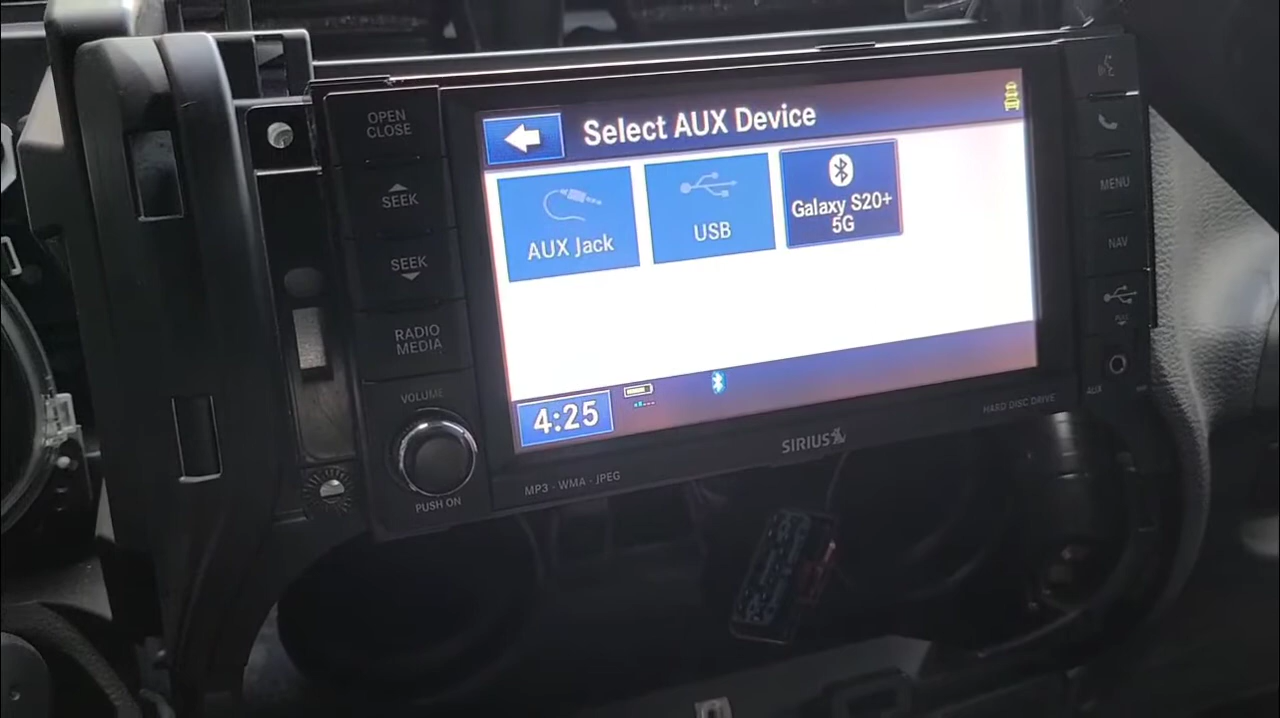 OPEN
CLOSE
SEEK
SEEK
RADIO
MEDIA
VOLUME
PUSH ON
Select AUX Device
AUX Jack
USB
Galaxy S20+
5G
4:25
MP3 - WMA - JPEG
SIRIUS
HARD DISC DRIVE
MENU
NAV
PULL
AUX